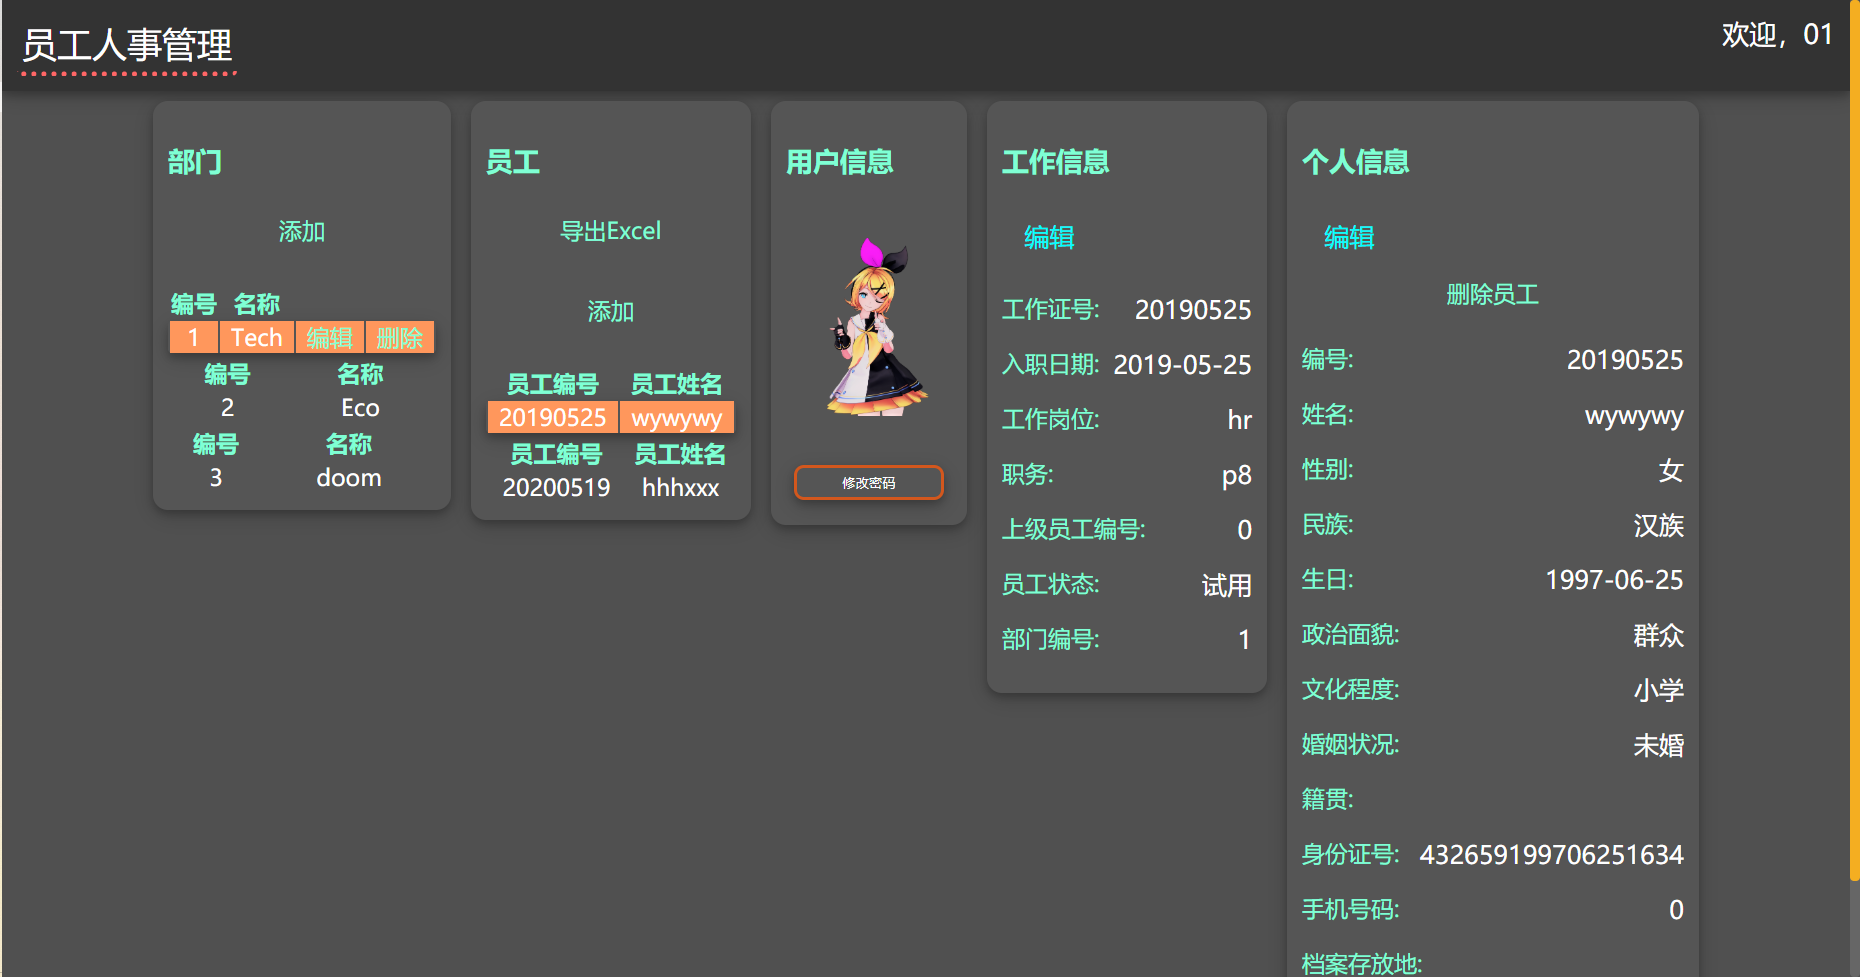 员工人事管理
欢迎，01
部门
添加
编号 名称
1 Tech 编辑 删除
编号 名称
2 Eco
编号 名称
3 doom
员工
导出Excel
添加
员工编号 员工姓名
20190525 wywywy
员工编号 员工姓名
20200519 hhhxxx
用户信息
修改密码
工作信息
编辑
工作证号: 20190525
入职日期: 2019-05-25
工作岗位: hr
职务: p8
上级员工编号: 0
员工状态: 试用
部门编号: 1
个人信息
编辑
删除员工
编号: 20190525
姓名: wywywy
性别: 女
民族: 汉族
生日: 1997-06-25
政治面貌: 群众
文化程度: 小学
婚姻状况: 未婚
籍贯:
身份证号: 432659199706251634
手机号码: 0
档案存放地: